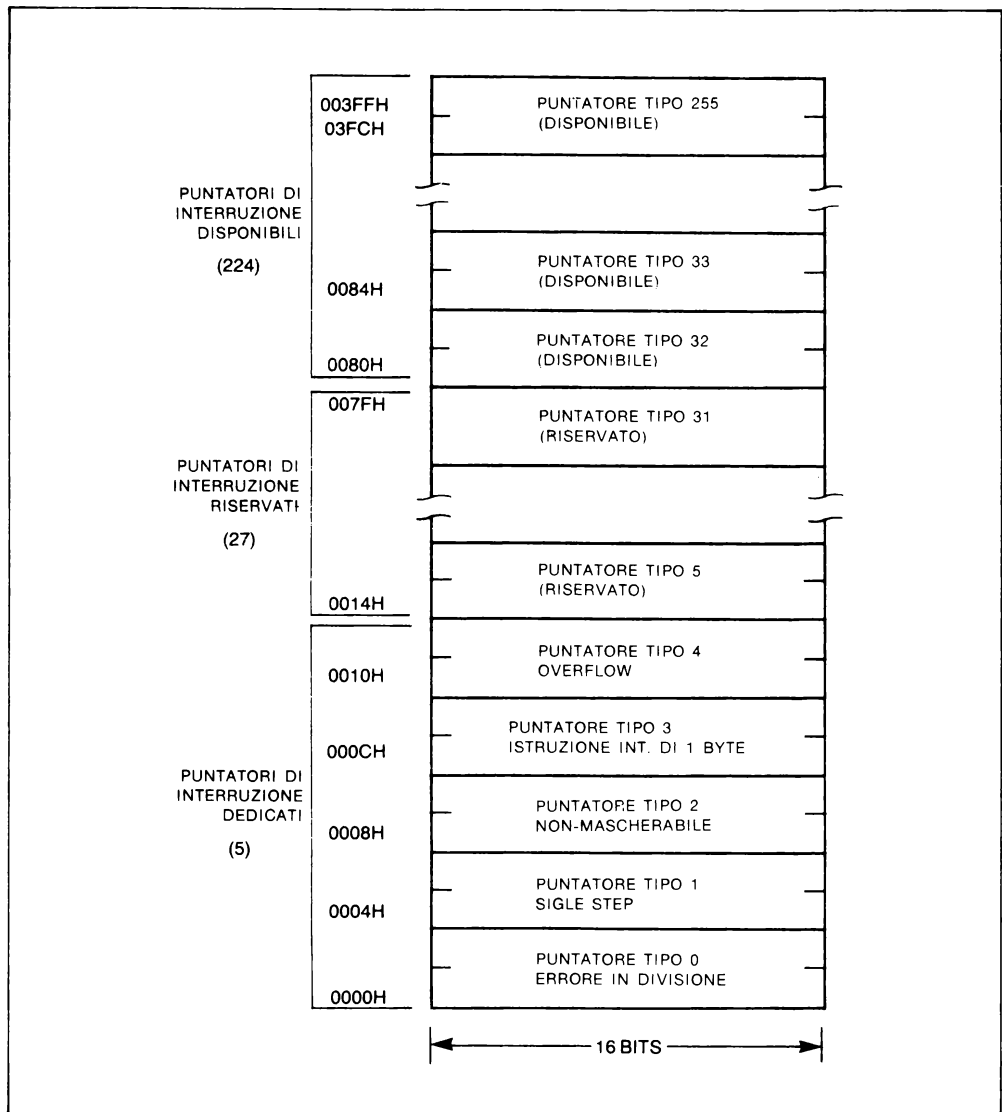 003FFH
03FCH
PUNTATORE TIPO 255
(DISPONIBILE)
PUNTATORI DI
INTERRUZIONE
DISPONIBILI
(224)
PUNTATORE TIPO 33
(DISPONIBILE)
0084H
PUNTATORE TIPO 32
(DISPONIBILE)
0080H
007FH
PUNTATORE TIPO 31
(RISERVATO)
PUNTATORI DI
INTERRUZIONE
RISERVATI
(27)
PUNTATORE TIPO 5
(RISERVATO)
0014H
PUNTATORE TIPO 4
OVERFLOW
0010H
PUNTATORE TIPO 3
ISTRUZIONE INT. DI 1 BYTE
000CH
PUNTATORI DI
INTERRUZIONE
DEDICATI
(5)
PUNTATORE TIPO 2
NON-MASCHERABILE
0008H
PUNTATORE TIPO 1
SIGLE STEP
0004H
PUNTATORE TIPO 0
ERRORE IN DIVISIONE
0000H
16 BITS